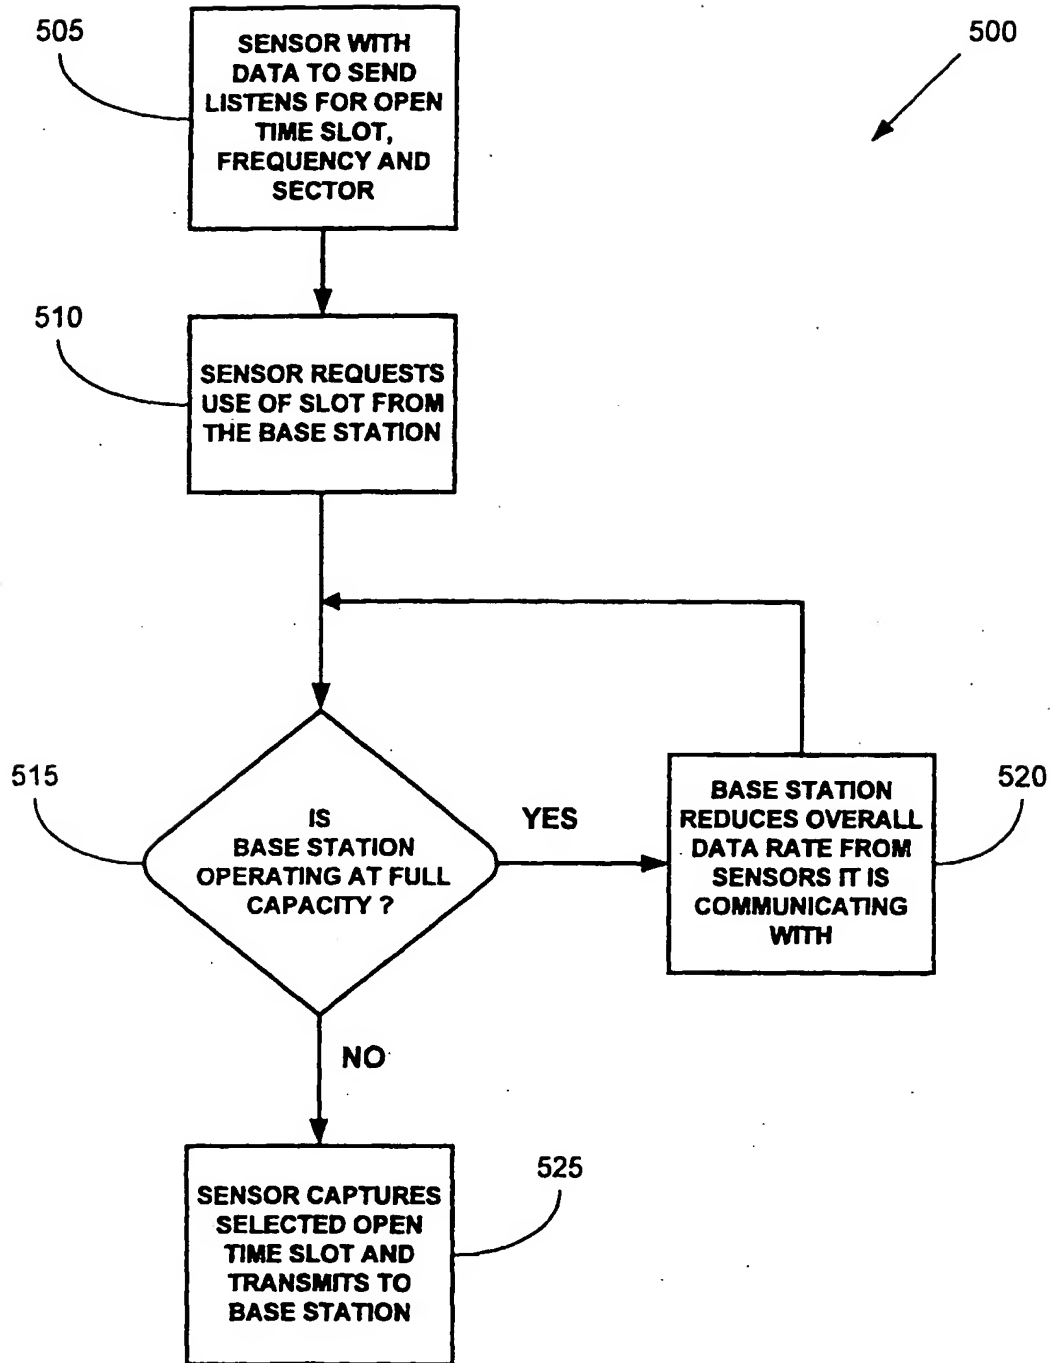 505
SENSOR WITH
DATA TO SEND
LISTENS FOR OPEN
TIME SLOT,
FREQUENCY AND
SECTOR
500
510
SENSOR REQUESTS
USE OF SLOT FROM
THE BASE STATION
515
IS
BASE STATION
OPERATING AT FULL
CAPACITY ?
YES
BASE STATION
REDUCES OVERALL
DATA RATE FROM
SENSORS IT IS
COMMUNICATING
WITH
520
NO
SENSOR CAPTURES
SELECTED OPEN
TIME SLOT AND
TRANSMITS TO
BASE STATION
525